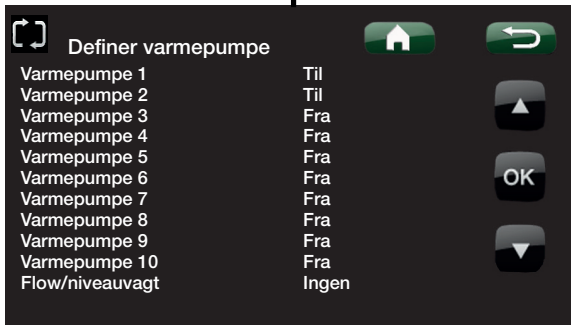 Definer varmepumpe
Varmepumpe 1 Til
Varmepumpe 2 Til
Varmepumpe 3 Fra
Varmepumpe 4 Fra
Varmepumpe 5 Fra
Varmepumpe 6 Fra
Varmepumpe 7 Fra
Varmepumpe 8 Fra
Varmepumpe 9 Fra
Varmepumpe 10 Fra
Flow/niveauvagt Ingen
OK